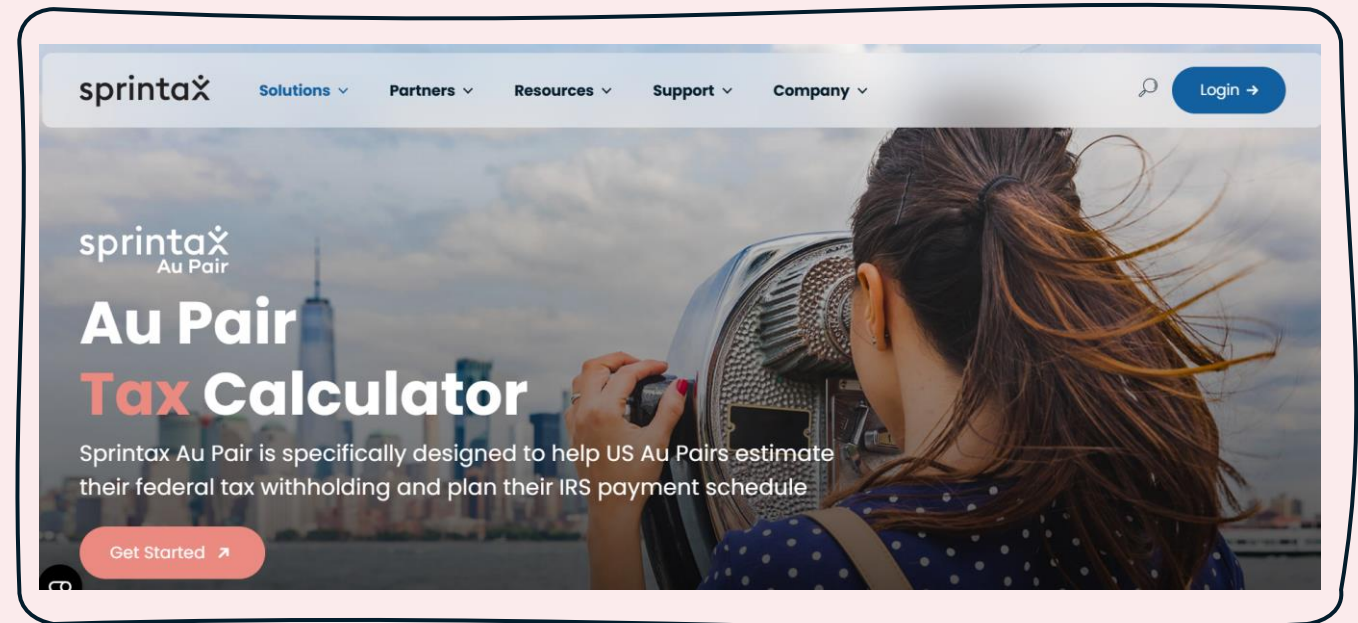 sprintax
Solutions Partners Resources Support Company Login →
sprintax
Au Pair
Au Pair
Tax Calculator
Sprintax Au Pair is specifically designed to help US Au Pairs estimate
their federal tax withholding and plan their IRS payment schedule
Get Started ↗